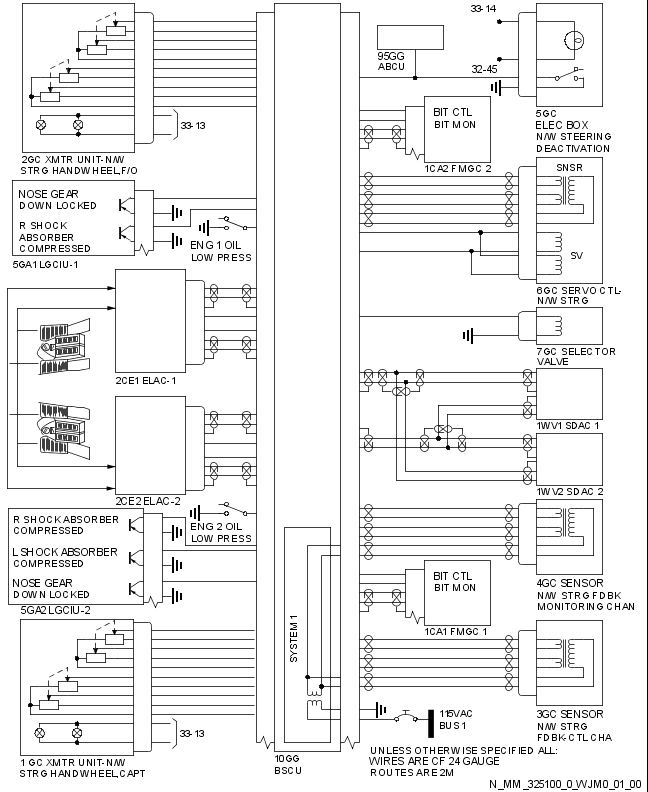 33-14
95GG
ABCU
32-45
5GC
ELEC BOX
N/W STEERING
DEACTIVATION
33-13
2GC XMTR UNIT-N/W
STRG HANDWHEEL,F/O
BIT CTL
BIT MON
1CA2 FMGC 2
SNSR
SV
6GC SERVO CTL-
N/W STRG
NOSE GEAR
DOWN LOCKED
R SHOCK
ABSORBER
COMPRESSED
5GA1 LGCIU-1
ENG 1 OIL
LOW PRESS
7GC SELECTOR
VALVE
2CE1 ELAC-1
1WV1 SDAC 1
2CE2 ELAC-2
1WV2 SDAC 2
R SHOCK ABSORBER
COMPRESSED
L SHOCK ABSORBER
COMPRESSED
NOSE GEAR
DOWN LOCKED
5GA2 LGCIU-2
ENG 2 OIL
LOW PRESS
4GC SENSOR
N/W STRG FDBK
MONITORING CHAN
BIT CTL
BIT MON
1CA1 FMGC 1
SYSTEM 1
33-13
1GC XMTR UNIT-N/W
STRG HANDWHEEL,CAPT
115VAC
BUS 1
3GC SENSOR
N/W STRG
FDBK-CTL CHA
10GG
BSCU
UNLESS OTHERWISE SPECIFIED ALL:
WIRES ARE CF 24 GAUGE
ROUTES ARE 2M
N_MM_325100_0_WJM0_01_00